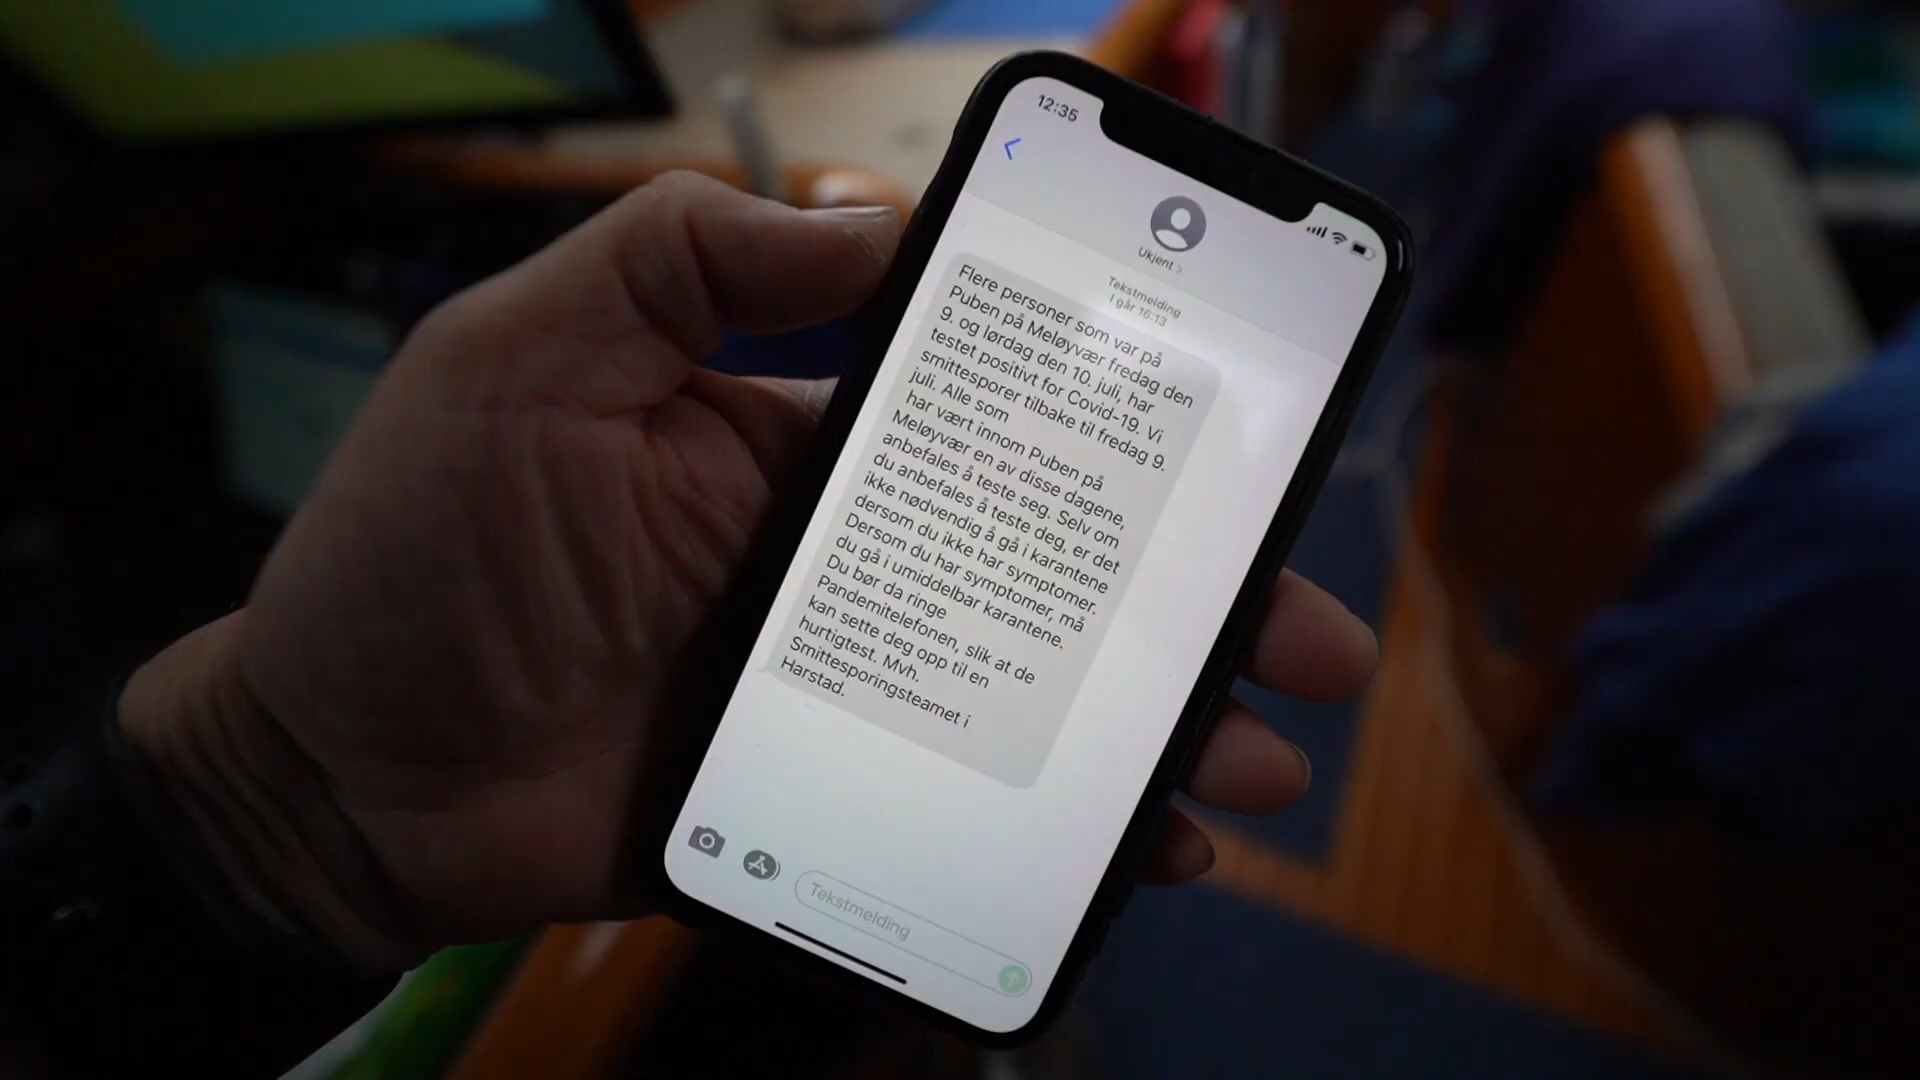 12:35
Ukjent >
Tekstmelding
I går 16:13
Flere personer som var på
Puben på Meløyvær fredag den
9. og lørdag den 10. juli, har
testet positivt for Covid-19. Vi
smittesporer tilbake til fredag 9.
juli. Alle som
har vært innom Puben på
Meløyvær en av disse dagene,
anbefales å teste seg. Selv om
du anbefales å teste deg, er det
ikke nødvendig å gå i karantene
dersom du ikke har symptomer.
Dersom du har symptomer, må
du gå i umiddelbar karantene.
Du bør da ringe
Pandemitelefonen, slik at de
kan sette deg opp til en
hurtigtest. Mvh.
Smittesporingsteamet i
Harstad.
Tekstmelding